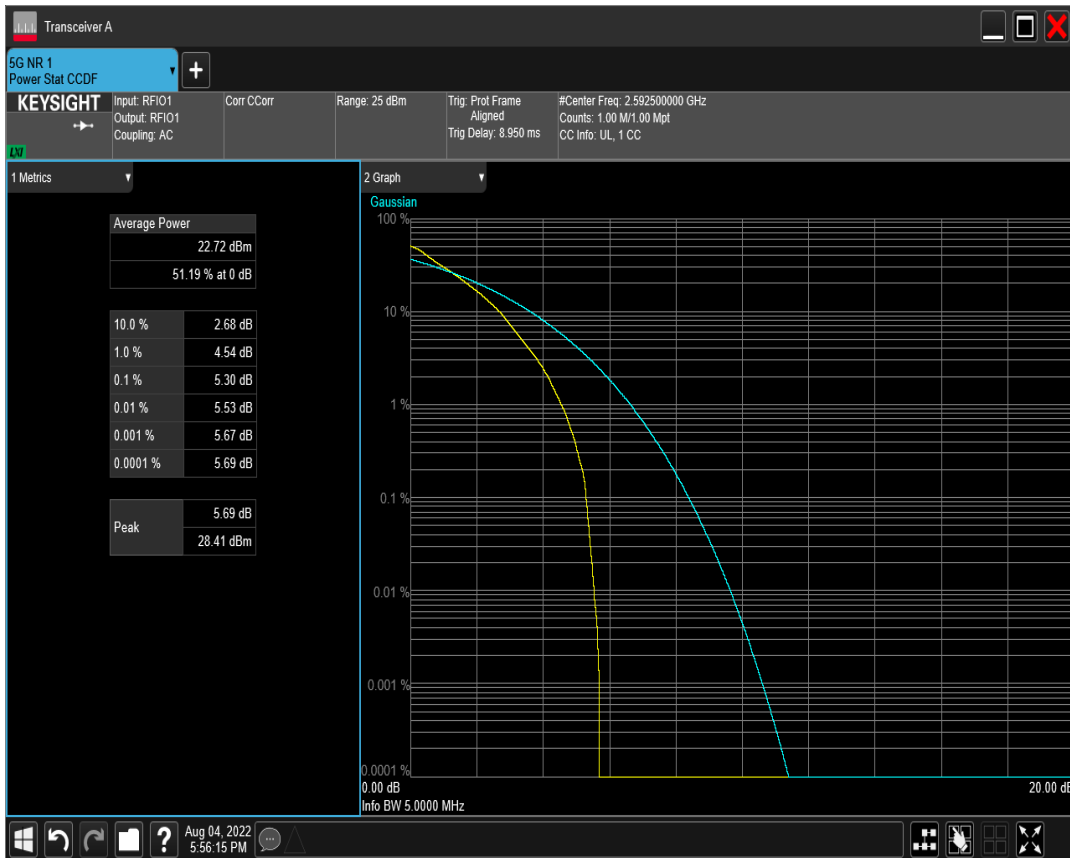 Transceiver A
5G NR 1
Power Stat CCDF
KEYSIGHT
LXI
Input: RFIO1
Output: RFIO1
Coupling: AC
Corr CCorr
Range: 25 dBm
Trig: Prot Frame
Aligned
Trig Delay: 8.950 ms
#Center Freq: 2.592500000 GHz
Counts: 1.00 M/1.00 Mpt
CC Info: UL, 1 CC
1 Metrics
Average Power
22.72 dBm
51.19 % at 0 dB
10.0 % 2.68 dB
1.0 % 4.54 dB
0.1 % 5.30 dB
0.01 % 5.53 dB
0.001 % 5.67 dB
0.0001 % 5.69 dB
Peak 5.69 dB
28.41 dBm
2 Graph
Gaussian
100 %
10 %
1 %
0.1 %
0.01 %
0.001 %
0.0001 %
0.00 dB 20.00 dB
Info BW 5.0000 MHz
Aug 04, 2022
5:56:15 PM